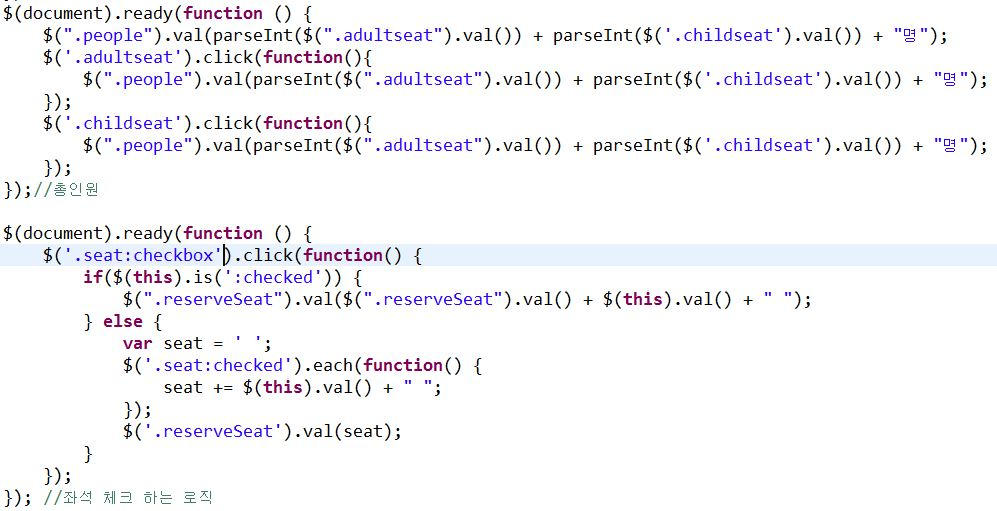 $(document).ready(function () {
    $(".people").val(parseInt($(".adultseat").val()) + parseInt($('.childseat').val()) + "명");
    $('.adultseat').click(function(){
        $(".people").val(parseInt($(".adultseat").val()) + parseInt($('.childseat').val()) + "명");
    });
    $('.childseat').click(function(){
        $(".people").val(parseInt($(".adultseat").val()) + parseInt($('.childseat').val()) + "명");
    });
});//총인원
$(document).ready(function () {
    $('.seat:checkbox').click(function() {
        if($(this).is(':checked')) {
            $(".reserveSeat").val($(".reserveSeat").val() + $(this).val() + " ");
        } else {
            var seat = ' ';
            $('.seat:checked').each(function() {
                seat += $(this).val() + " ";
            });
            $('.reserveSeat').val(seat);
        }
    });
}); //좌석 체크 하는 로직